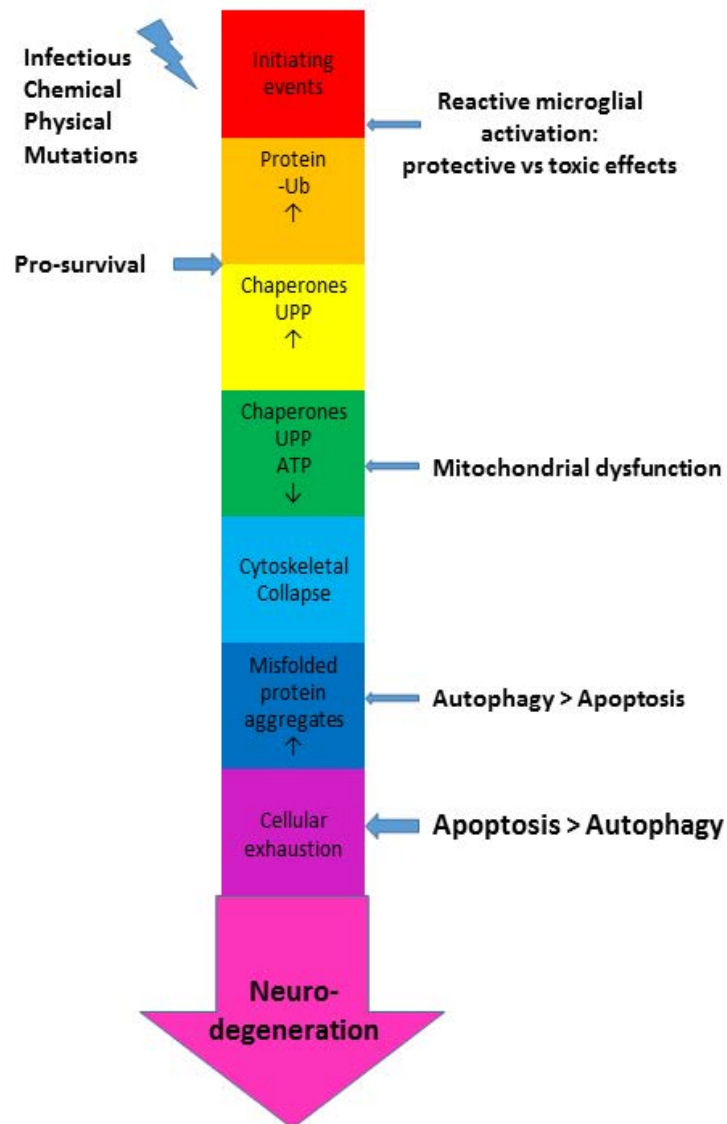 Infectious
Chemical
Physical
Mutations
Initiating
events
Reactive microglial
activation:
protective vs toxic effects
Protein
-Ub
↑
Pro-survival
Chaperones
UPP
↑
Chaperones
UPP
ATP
↓
Mitochondrial dysfunction
Cytoskeletal
Collapse
Misfolded
protein
aggregates
↑
Autophagy > Apoptosis
Cellular
exhaustion
Apoptosis > Autophagy
Neuro-
degeneration